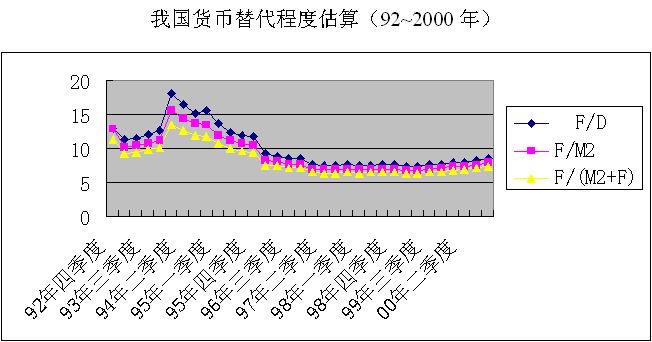 我国货币替代程度估算（92~2000 年）
20
15
10
5
0
F/D
F/M2
F/(M2+F)
92年四季度
93年三季度
94年二季度
95年一季度
95年四季度
96年三季度
97年二季度
98年一季度
98年四季度
99年三季度
00年二季度